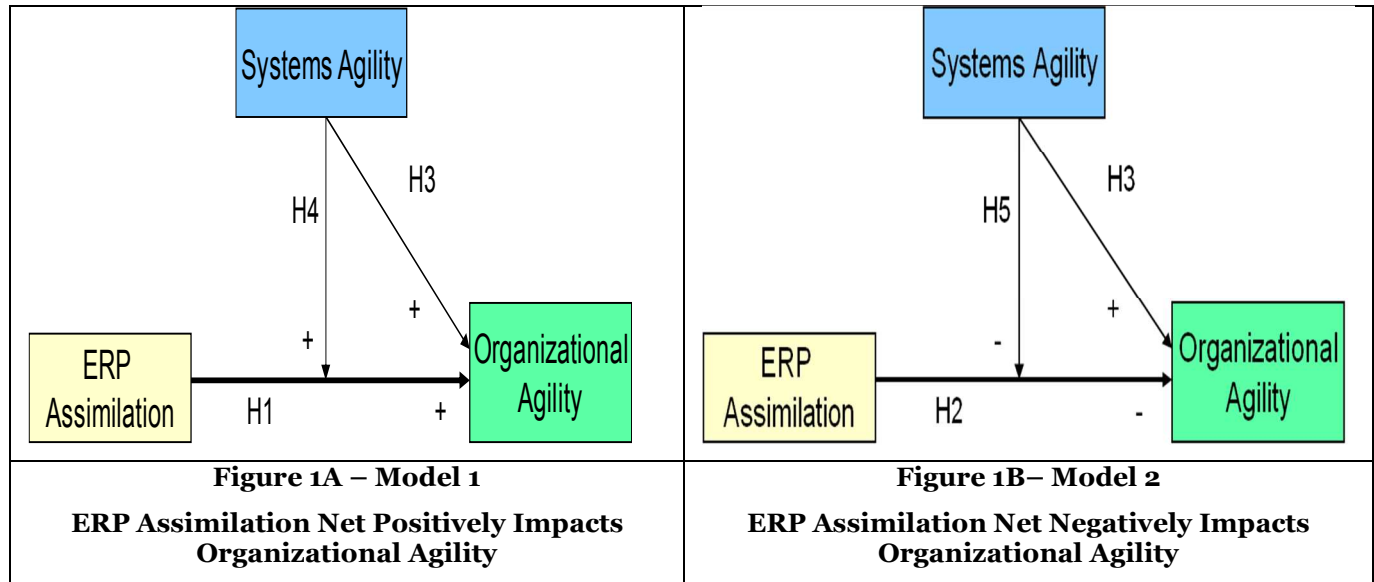 Systems Agility
H4
H3
+
+
ERP
Assimilation
H1
+
Organizational
Agility
Figure 1A – Model 1
ERP Assimilation Net Positively Impacts
Organizational Agility
Systems Agility
H5
H3
+
-
ERP
Assimilation
H2
-
Organizational
Agility
Figure 1B– Model 2
ERP Assimilation Net Negatively Impacts
Organizational Agility